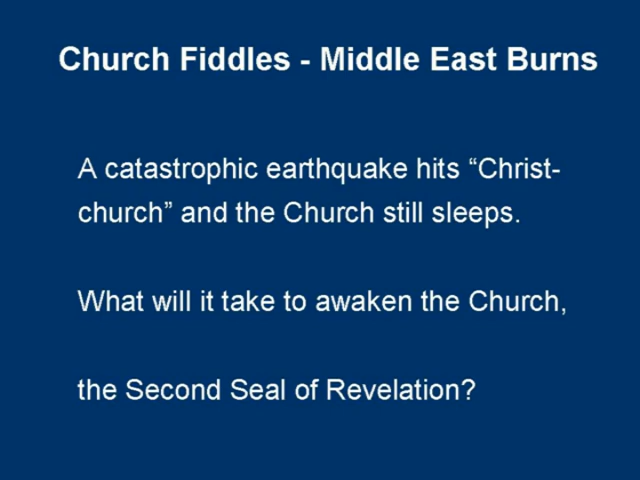 Church Fiddles - Middle East Burns
A catastrophic earthquake hits “Christ-
church” and the Church still sleeps.
What will it take to awaken the Church,
the Second Seal of Revelation?